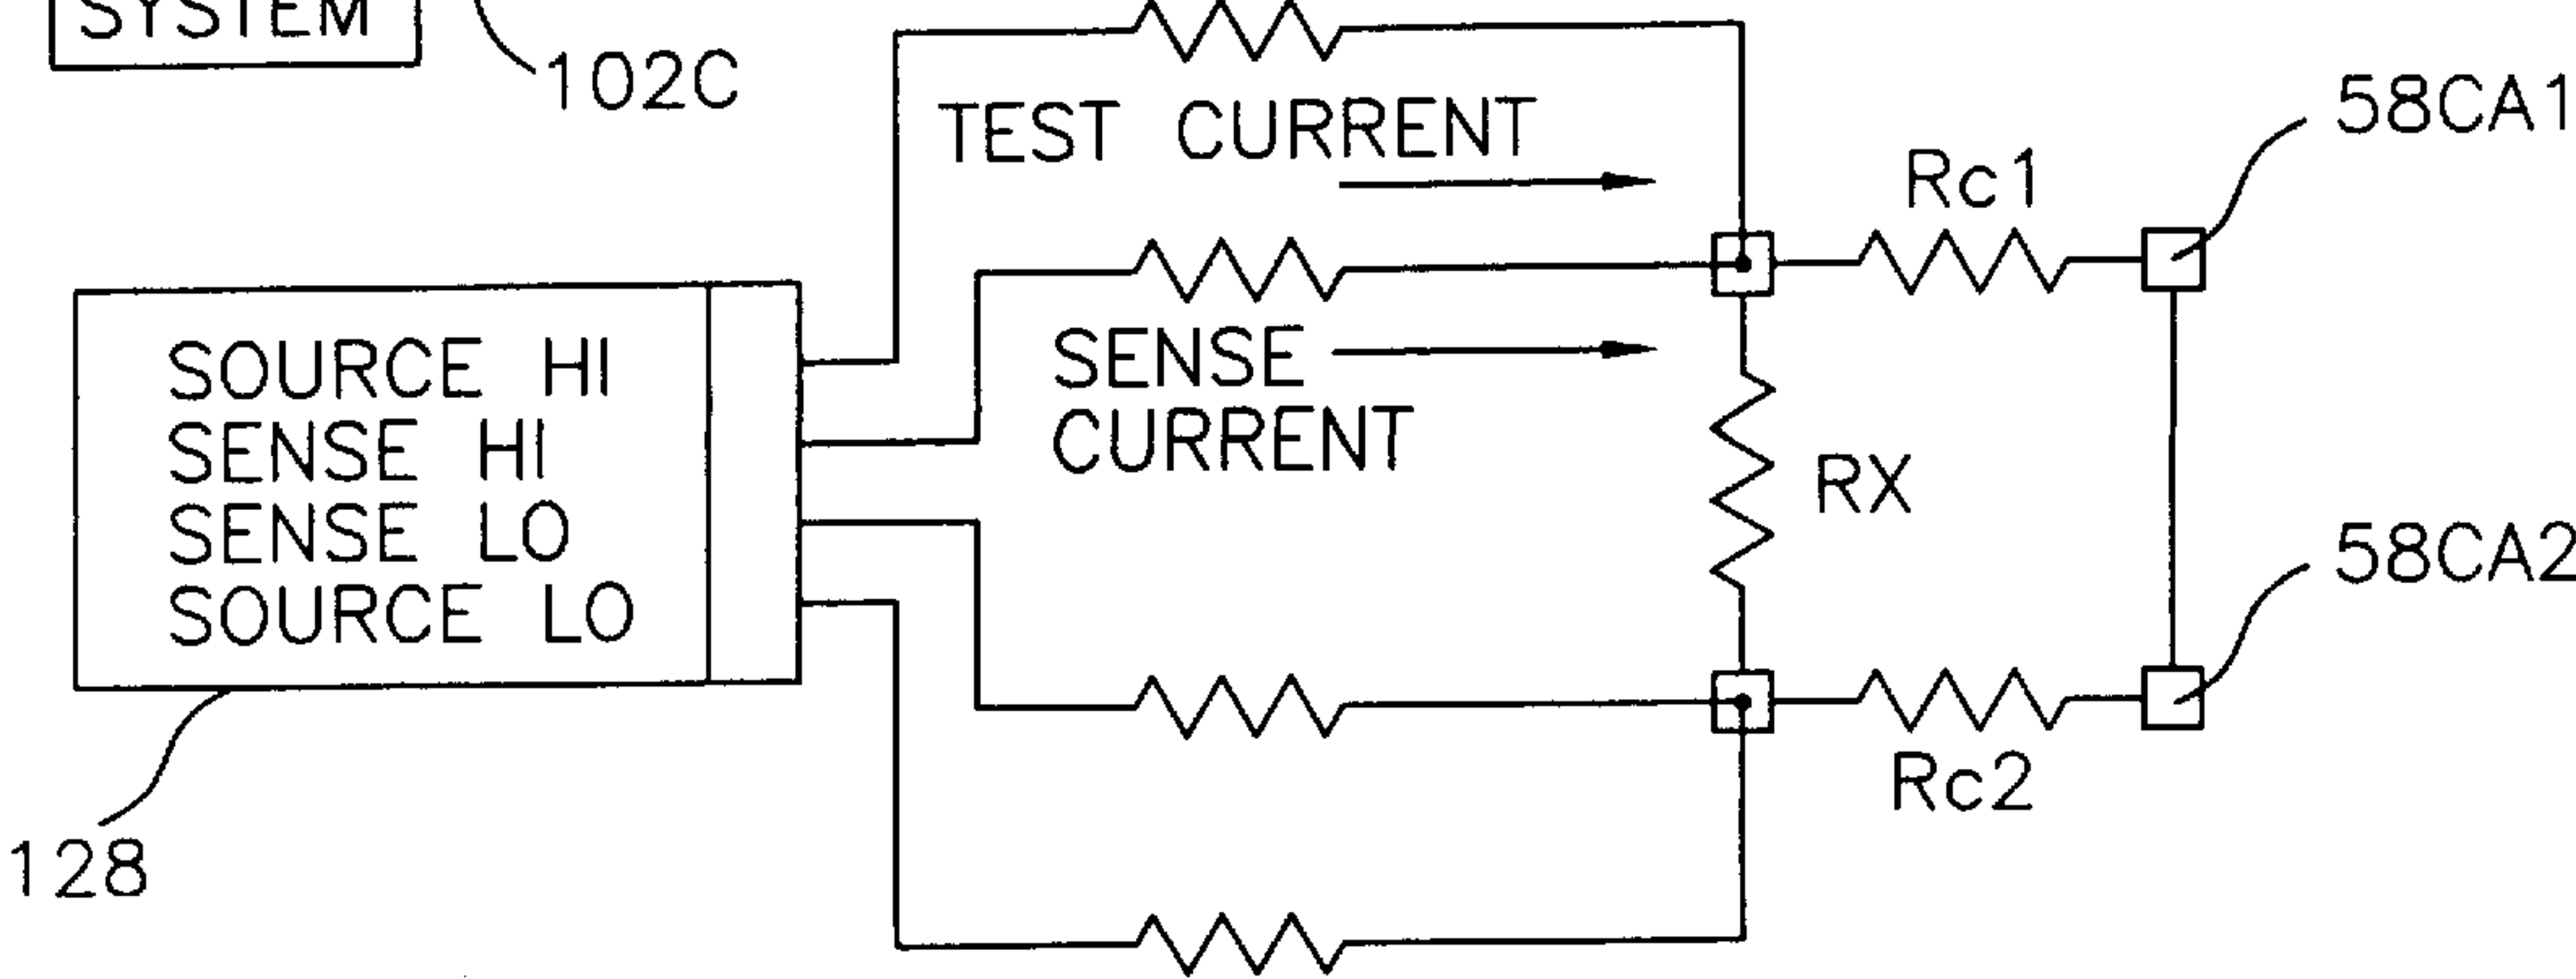 SYSTEM
102C
TEST CURRENT
58CA1
Rc1
SENSE
CURRENT
SOURCE HI
SENSE HI
SENSE LO
SOURCE LO
RX
58CA2
Rc2
128